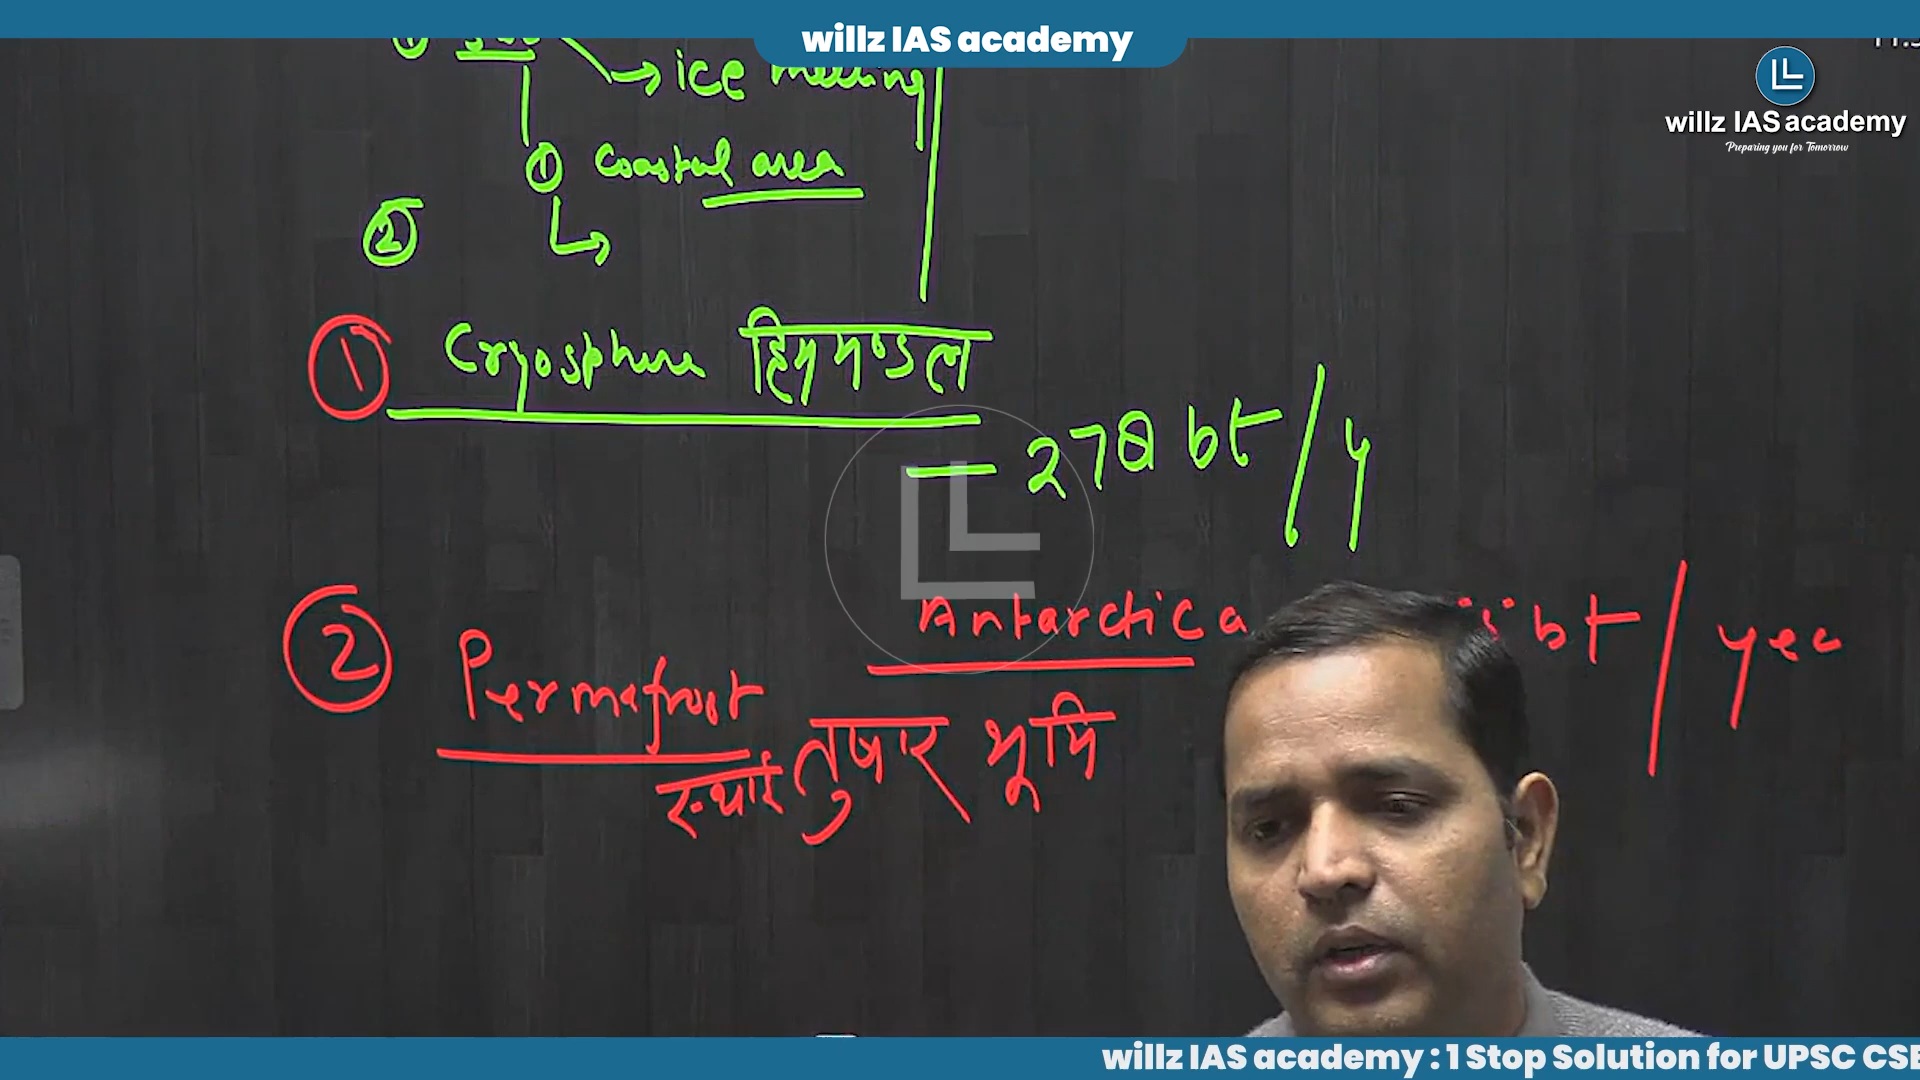 willz IAS academy
→ ice melting
① coastal area
②
willz IAS academy
Preparing you for Tomorrow
① Cryosphere हिममण्डल
278 bt/y
② Permafrost
Antarctica bt/yea
स्थाई तुषार भूमि
willz IAS academy : 1 Stop Solution for UPSC CSE